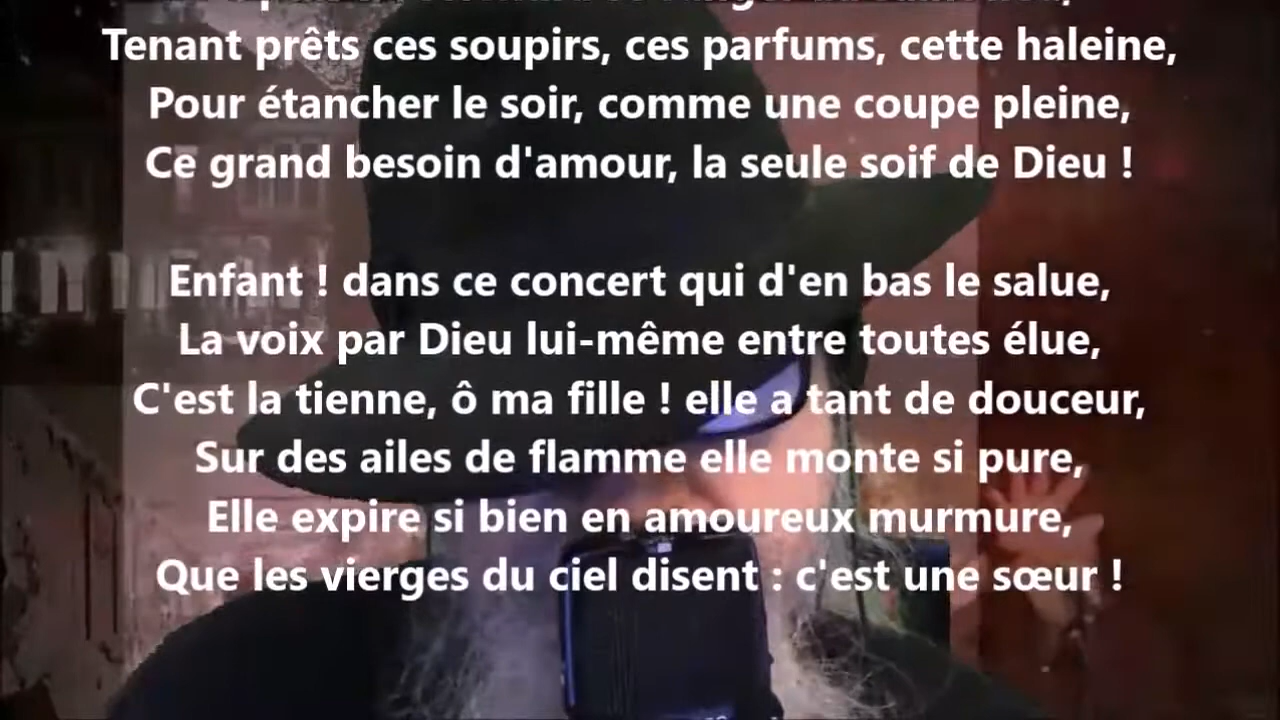 Tenant prêts ces soupirs, ces parfums, cette haleine,
Pour étancher le soir, comme une coupe pleine,
Ce grand besoin d'amour, la seule soif de Dieu !
Enfant ! dans ce concert qui d'en bas le salue,
La voix par Dieu lui-même entre toutes élue,
C'est la tienne, ô ma fille ! elle a tant de douceur,
Sur des ailes de flamme elle monte si pure,
Elle expire si bien en amoureux murmure,
Que les vierges du ciel disent : c'est une sœur !